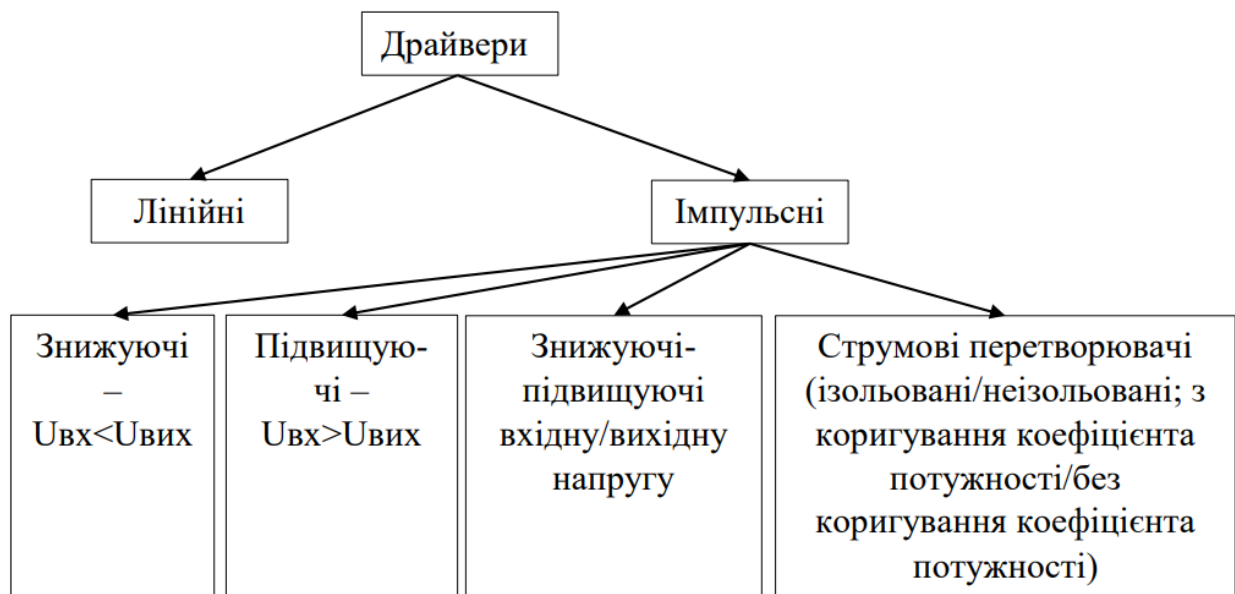 Драйвери
Лінійні
Імпульсні
Знижуючі
–
Uвх<Uвих
Підвищую-
чі –
Uвх>Uвих
Знижуючі-
підвищуючі
вхідну/вихідну
напругу
Струмові перетворювачі
(ізольовані/неізольовані; з
коригування коефіцієнта
потужності/без
коригування коефіцієнта
потужності)